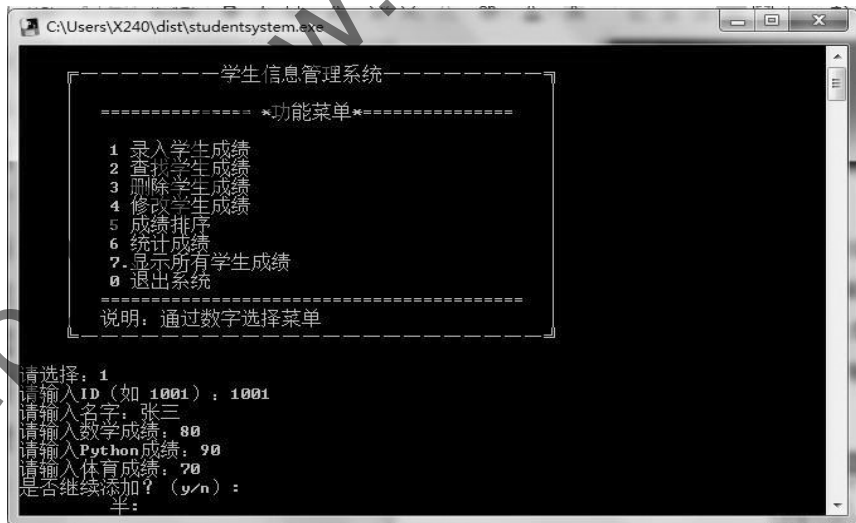 C:\Users\X240\dist\studentsystem.exe
学生信息管理系统
=============== *功能菜单*===============
1 录入学生成绩
2 查找学生成绩
3 删除学生成绩
4 修改学生成绩
5 成绩排序
6 统计成绩
7.显示所有学生成绩
0 退出系统
==========================================
说明：通过数字选择菜单
请选择：1
请输入ID（如 1001）：1001
请输入名字：张三
请输入数学成绩：80
请输入Python成绩：90
请输入体育成绩：70
是否继续添加？（y/n）：
半：